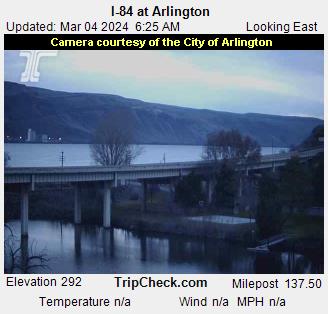 I-84 at Arlington
Updated: Mar 04 2024 6:25 AM Looking East
Camera courtesy of the City of Arlington
Elevation 292 TripCheck.com Milepost 137.50
Temperature n/a Wind n/a MPH n/a